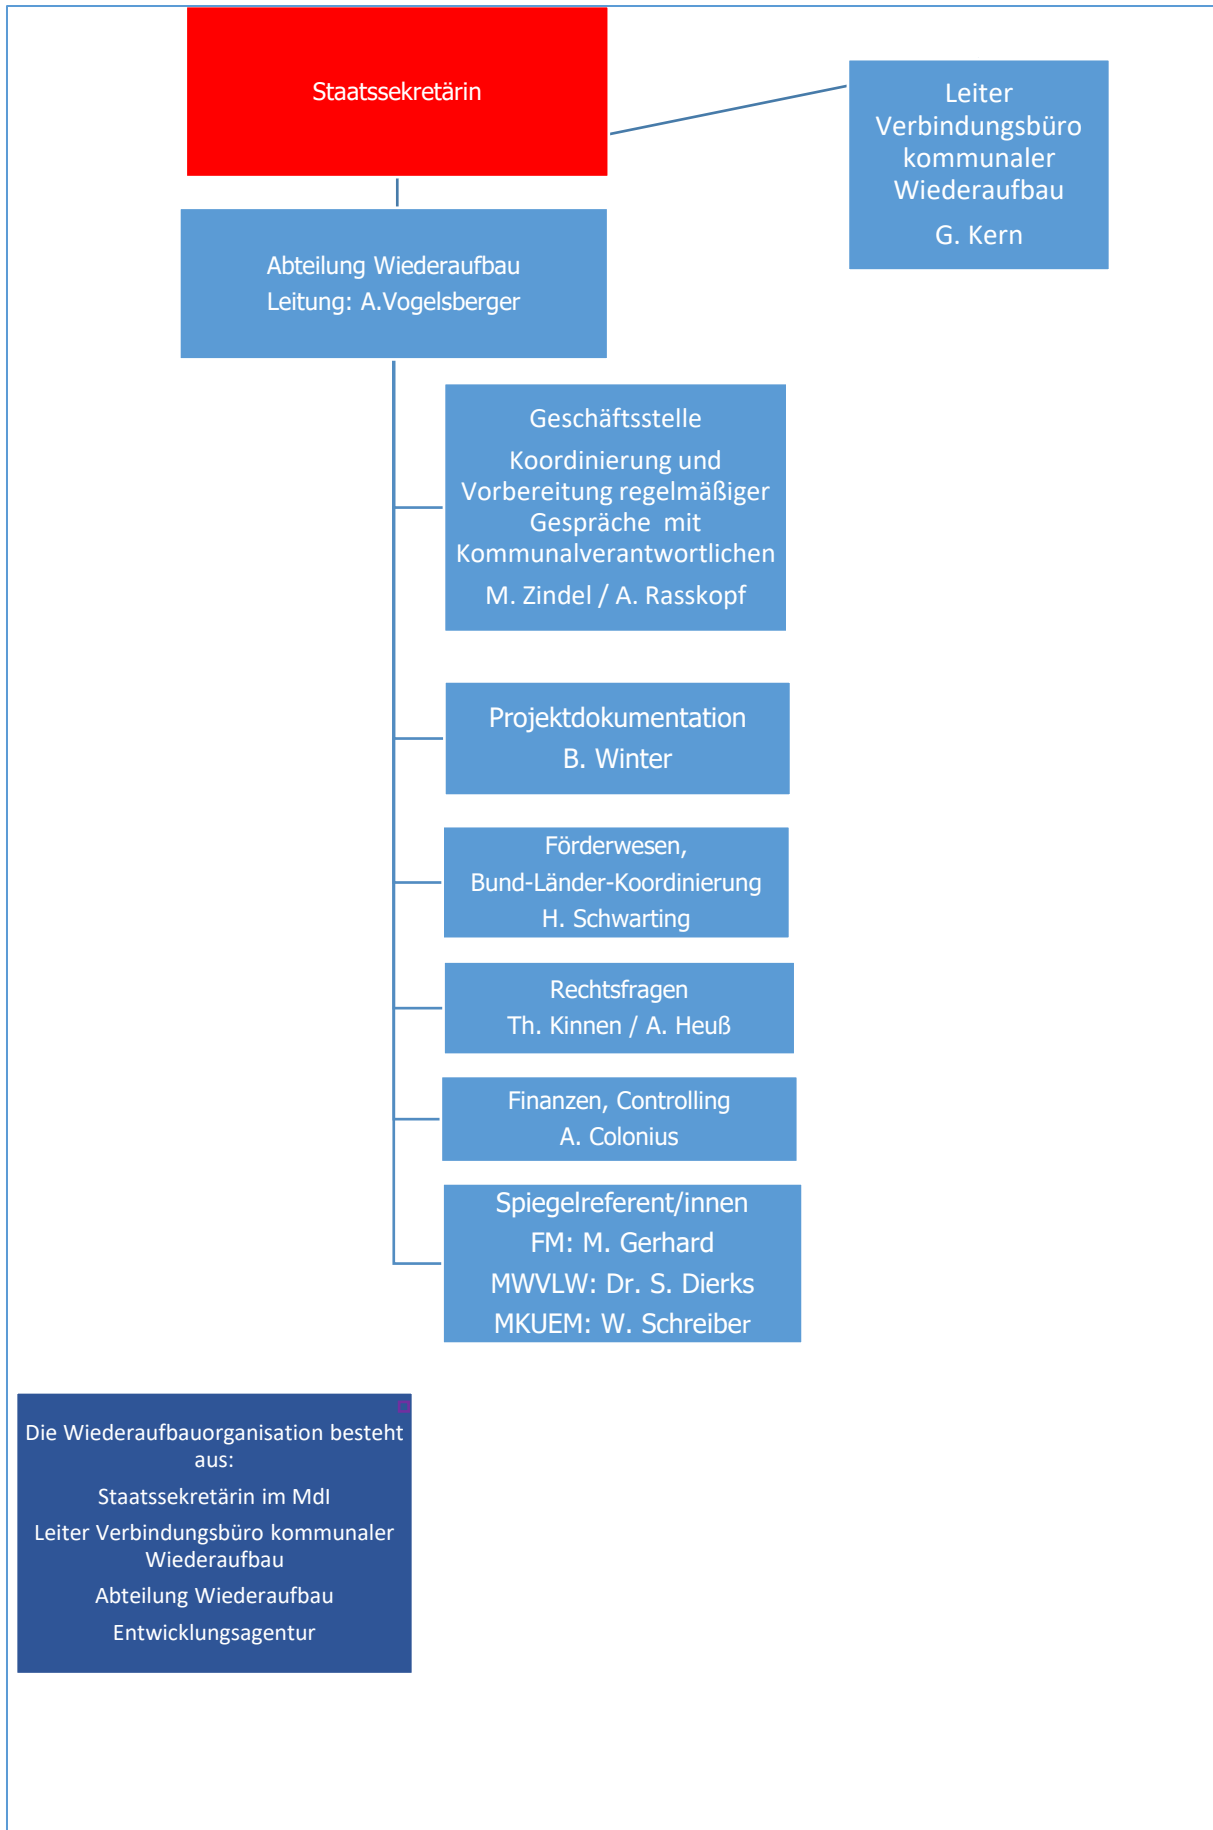 Staatssekretärin
Leiter
Verbindungsbüro
kommunaler
Wiederaufbau
G. Kern
Abteilung Wiederaufbau
Leitung: A.Vogelsberger
Geschäftsstelle
Koordinierung und
Vorbereitung regelmäßiger
Gespräche mit
Kommunalverantwortlichen
M. Zindel / A. Rasskopf
Projektdokumentation
B. Winter
Förderwesen,
Bund-Länder-Koordinierung
H. Schwarting
Rechtsfragen
Th. Kinnen / A. Heuß
Finanzen, Controlling
A. Colonius
Spiegelreferent/innen
FM: M. Gerhard
MWVLW: Dr. S. Dierks
MKUEM: W. Schreiber
Die Wiederaufbauorganisation besteht
aus:
Staatssekretärin im MdI
Leiter Verbindungsbüro kommunaler
Wiederaufbau
Abteilung Wiederaufbau
Entwicklungsagentur